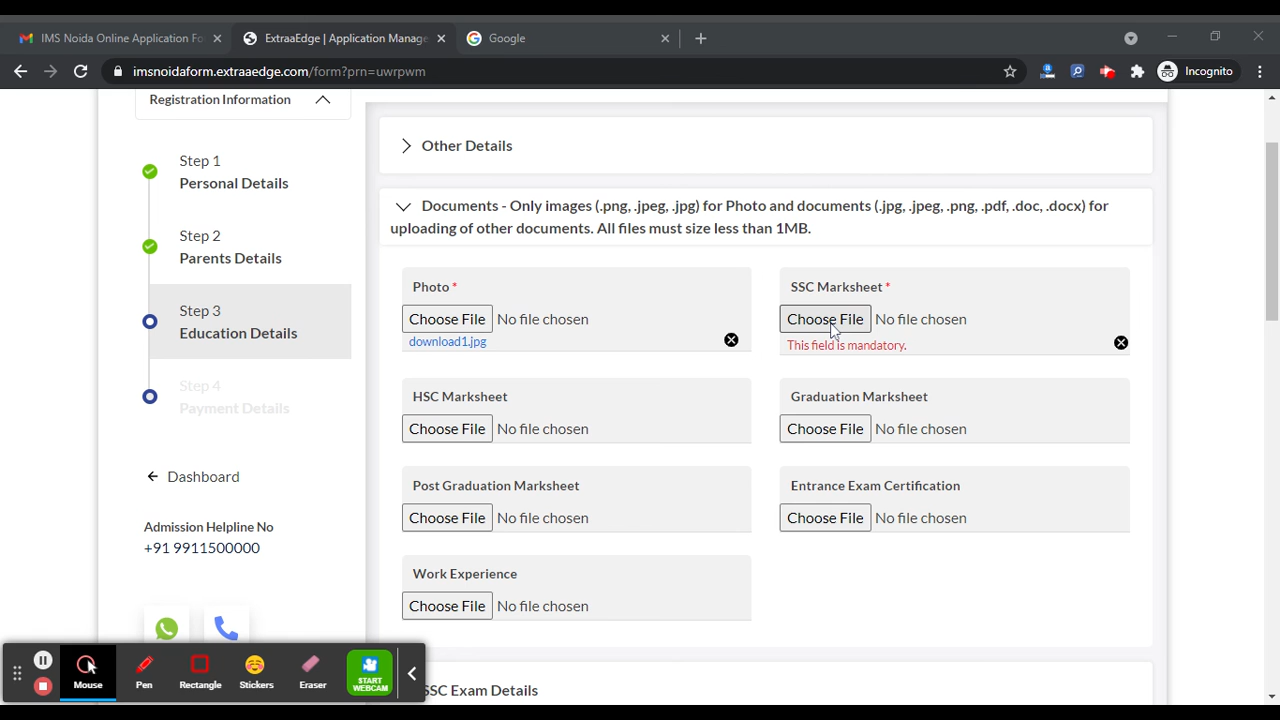 IMS Noida Online Application Fo
ExtraaEdge | Application Manage
Google
imsnoidaform.extraaedge.com/form?prn=uwrpwm
Incognito
Registration Information
Step 1
Personal Details
Step 2
Parents Details
Step 3
Education Details
Step 4
Payment Details
Dashboard
Admission Helpline No
+91 9911500000
Other Details
Documents - Only images (.png, .jpeg, .jpg) for Photo and documents (.jpg, .jpeg, .png, .pdf, .doc, .docx) for
uploading of other documents. All files must size less than 1MB.
Photo *
Choose File No file chosen
download1.jpg
SSC Marksheet *
Choose File No file chosen
This field is mandatory.
HSC Marksheet
Choose File No file chosen
Graduation Marksheet
Choose File No file chosen
Post Graduation Marksheet
Choose File No file chosen
Entrance Exam Certification
Choose File No file chosen
Work Experience
Choose File No file chosen
SSC Exam Details
Mouse
Pen
Rectangle
Stickers
Eraser
START
WEBCAM